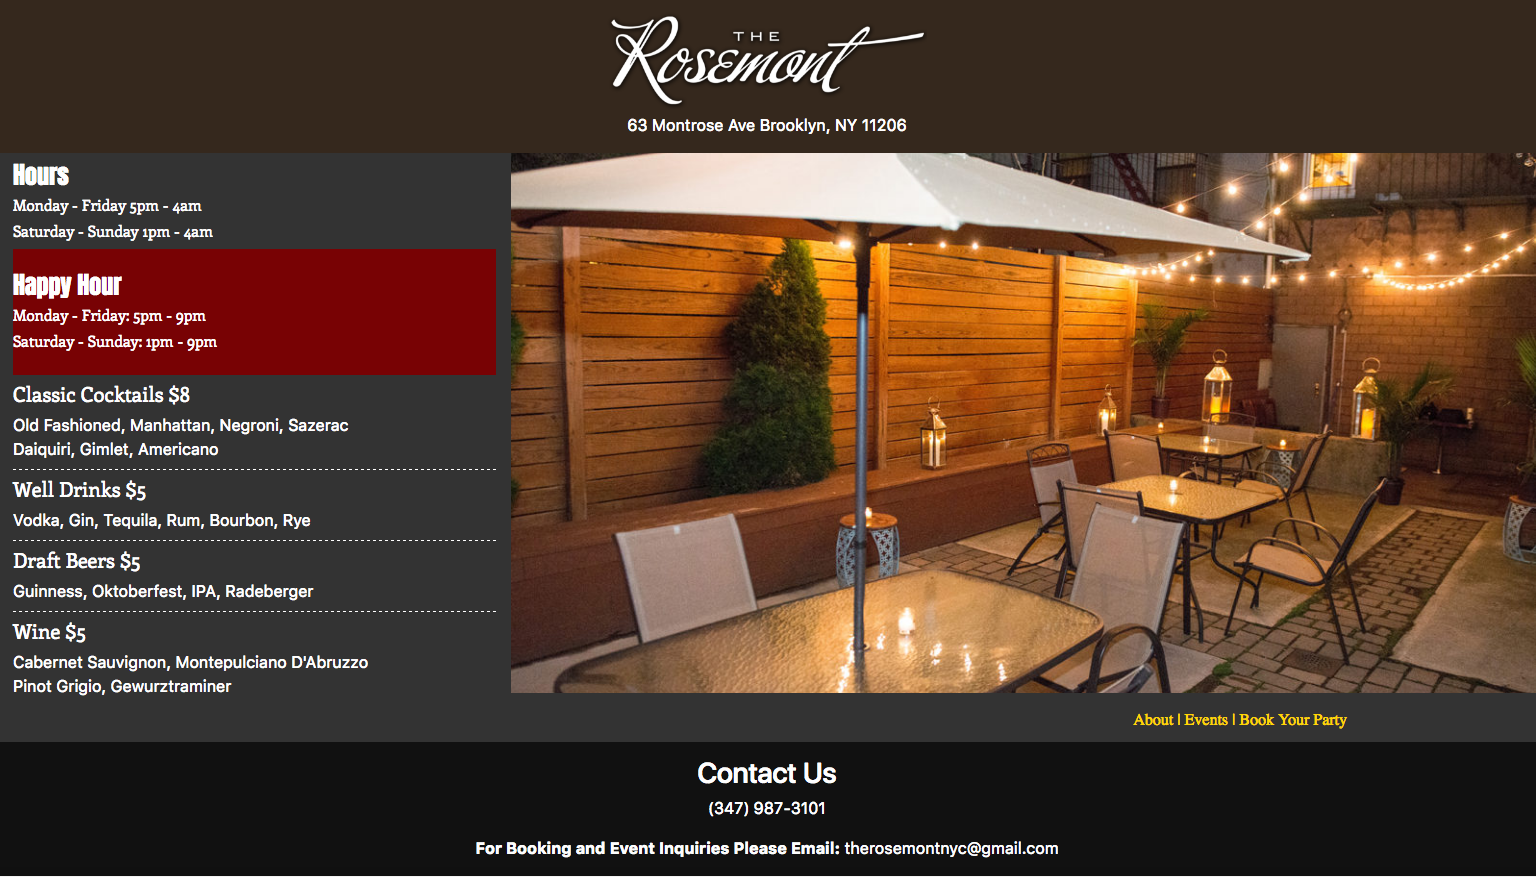 THE
Rosemont
63 Montrose Ave Brooklyn, NY 11206
Hours
Monday - Friday 5pm - 4am
Saturday - Sunday 1pm - 4am
Happy Hour
Monday - Friday: 5pm - 9pm
Saturday - Sunday: 1pm - 9pm
Classic Cocktails $8
Old Fashioned, Manhattan, Negroni, Sazerac
Daiquiri, Gimlet, Americano
Well Drinks $5
Vodka, Gin, Tequila, Rum, Bourbon, Rye
Draft Beers $5
Guinness, Oktoberfest, IPA, Radeberger
Wine $5
Cabernet Sauvignon, Montepulciano D'Abruzzo
Pinot Grigio, Gewurztraminer
About | Events | Book Your Party
Contact Us
(347) 987-3101
For Booking and Event Inquiries Please Email: therosemontnyc@gmail.com